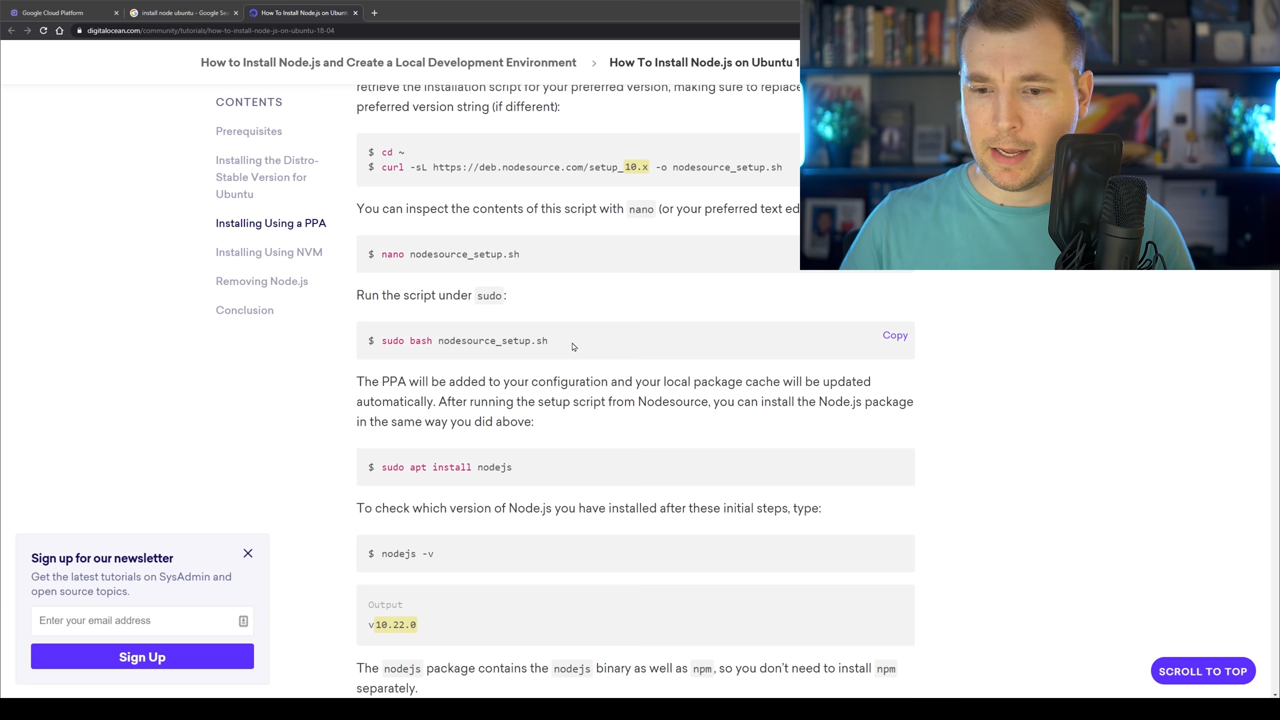 Google Cloud Platform
install node ubuntu - Google Sea
How To Install Node.js on Ubuntu
digitalocean.com/community/tutorials/how-to-install-node-js-on-ubuntu-18-04
How to Install Node.js and Create a Local Development Environment > How To Install Node.js on Ubuntu 1
CONTENTS
Prerequisites
Installing the Distro-
Stable Version for
Ubuntu
Installing Using a PPA
Installing Using NVM
Removing Node.js
Conclusion
retrieve the installation script for your preferred version, making sure to replace
preferred version string (if different):
$ cd ~
$ curl -sL https://deb.nodesource.com/setup_10.x -o nodesource_setup.sh
You can inspect the contents of this script with nano (or your preferred text ed
$ nano nodesource_setup.sh
Run the script under sudo:
Copy
$ sudo bash nodesource_setup.sh
The PPA will be added to your configuration and your local package cache will be updated
automatically. After running the setup script from Nodesource, you can install the Node.js package
in the same way you did above:
$ sudo apt install nodejs
To check which version of Node.js you have installed after these initial steps, type:
$ nodejs -v
Output
v10.22.0
The nodejs package contains the nodejs binary as well as npm, so you don't need to install npm
separately.
Sign up for our newsletter
Get the latest tutorials on SysAdmin and
open source topics.
Enter your email address
Sign Up
SCROLL TO TOP